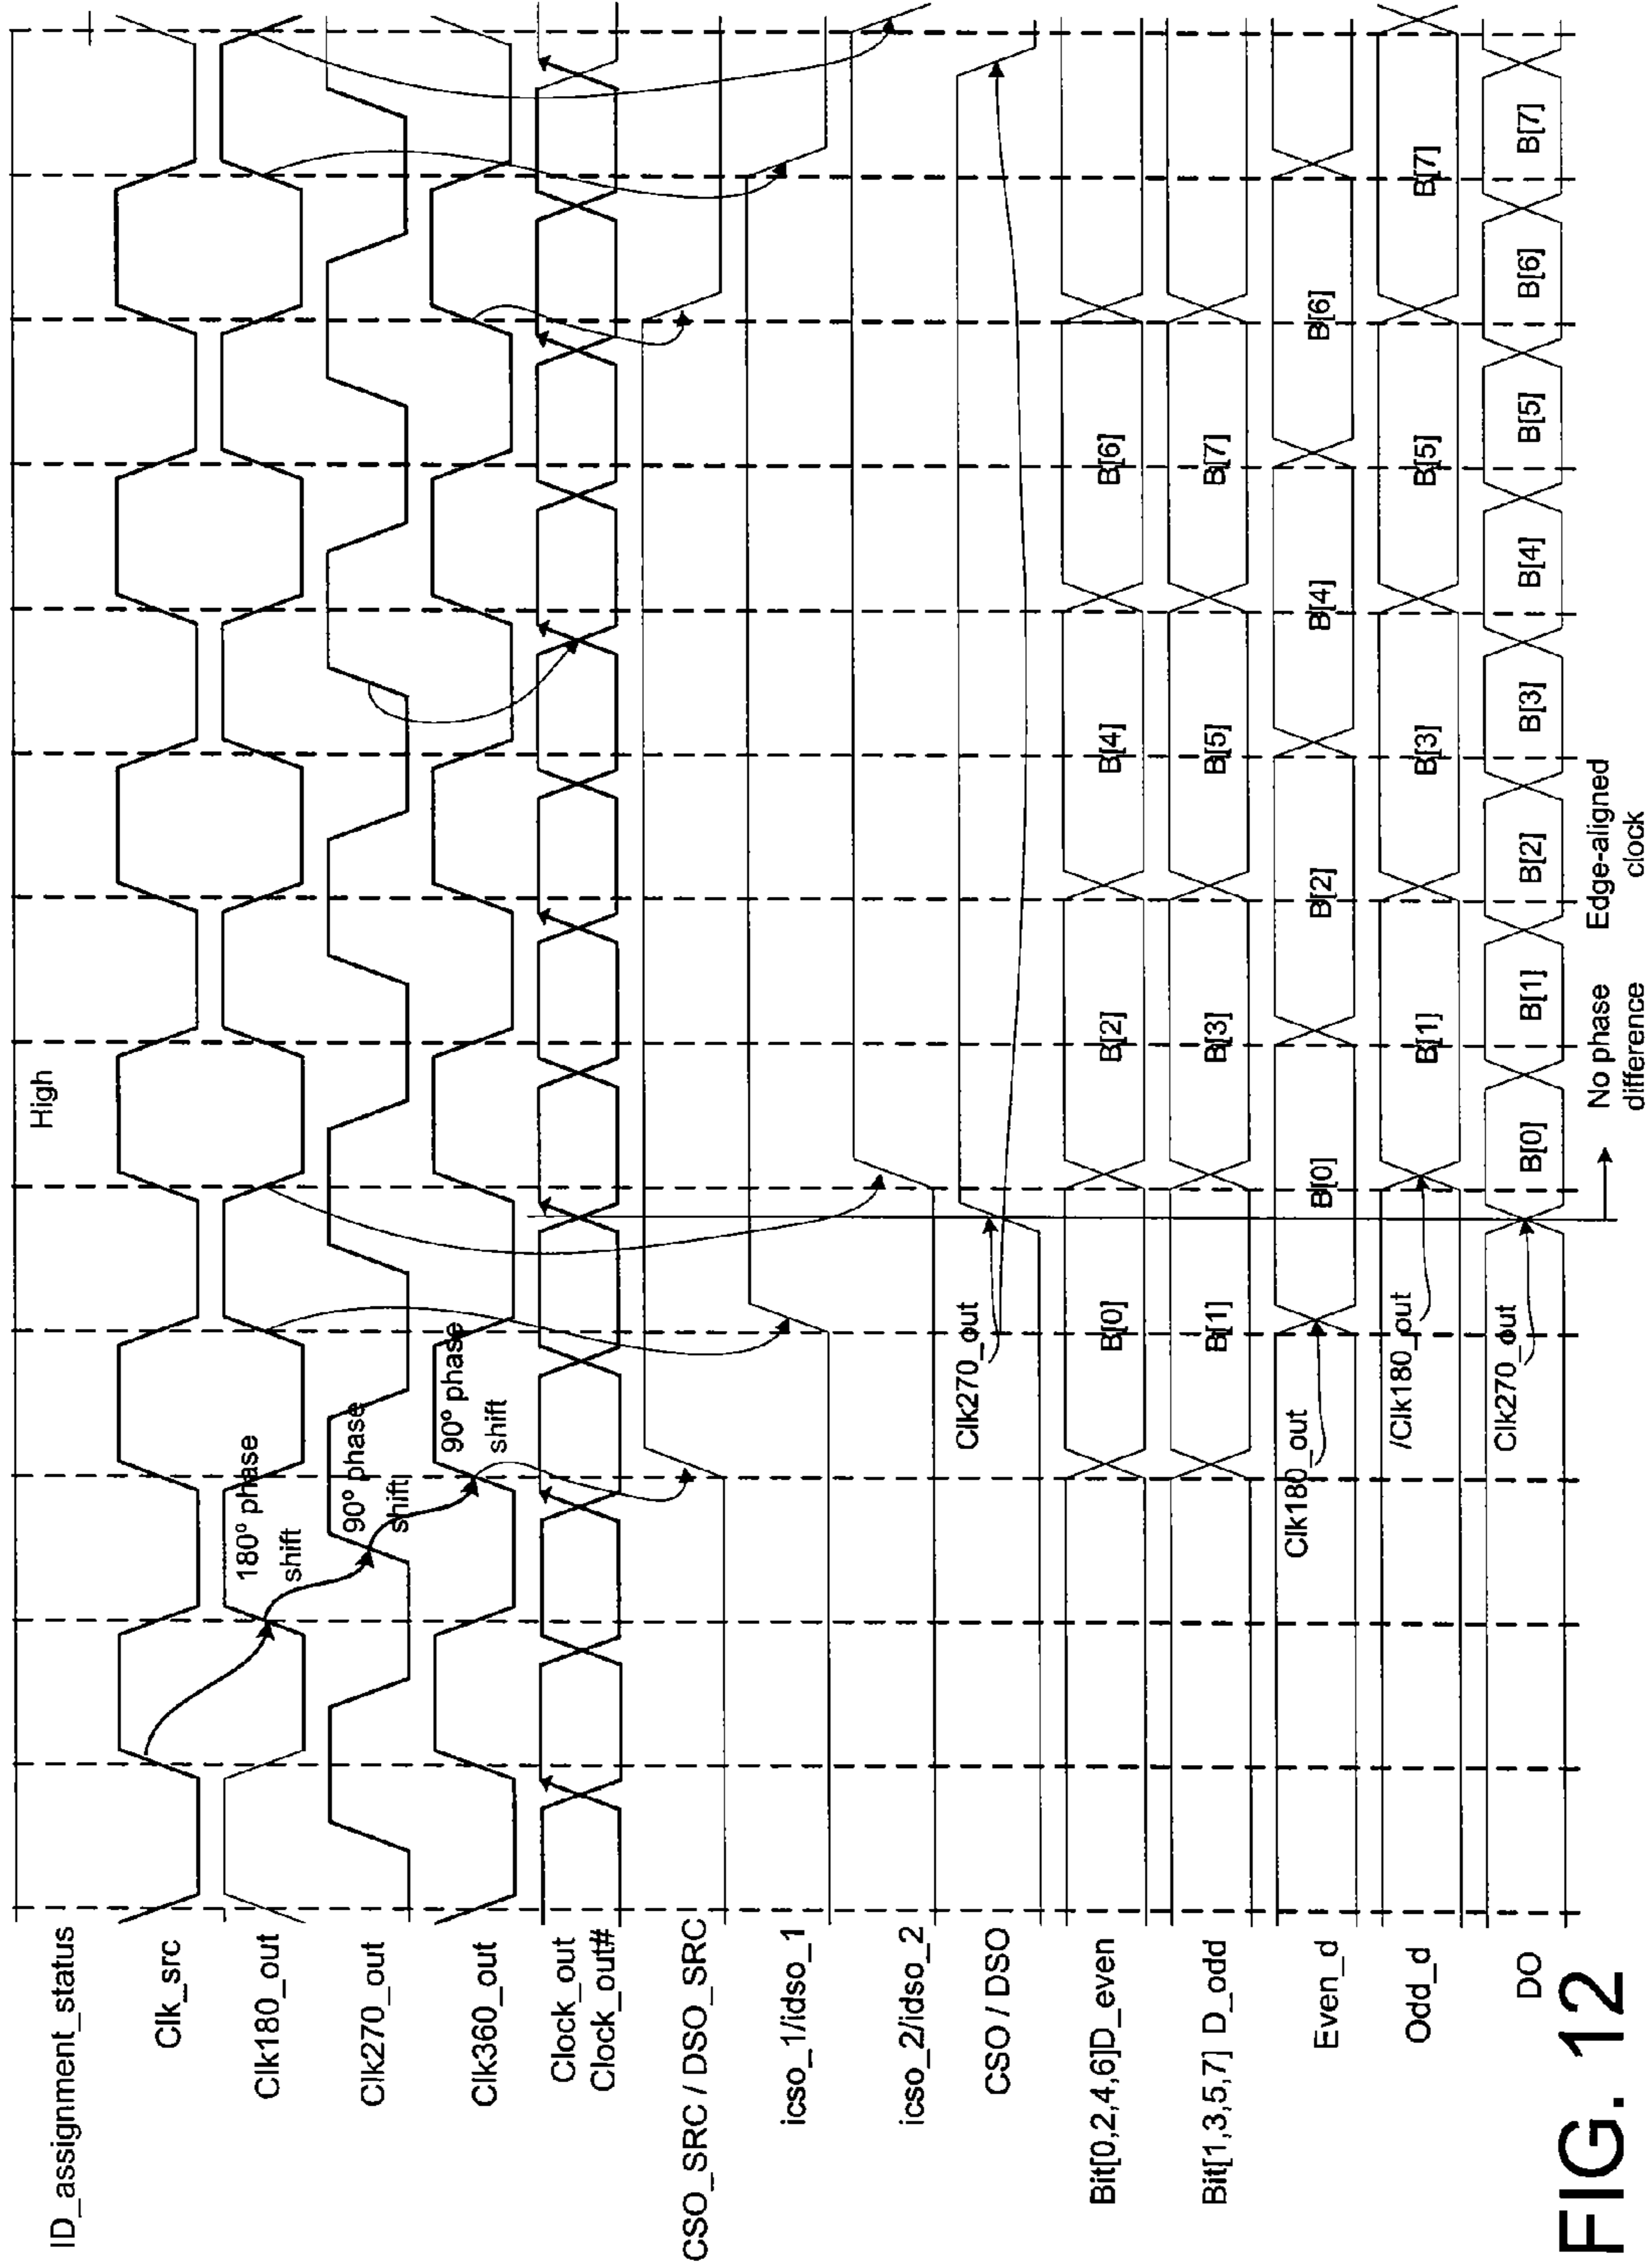 ID_assignment_status
High
Clk_src
Clk180_out
180º phase
shift
Clk270_out
90º phase
shift
Clk360_out
90º phase
shift
Clock_out
Clock_out#
CSO_SRC / DSO_SRC
icso_1/idso_1
icso_2/idso_2
CSO / DSO
Clk270_out
Bit[0,2,4,6]D_even
B[0]
B[2]
B[4]
B[6]
Bit[1,3,5,7] D_odd
B[1]
B[3]
B[5]
B[7]
Even_d
Clk180_out
B[0]
B[2]
B[4]
B[6]
Odd_d
/Clk180_out
B[1]
B[3]
B[5]
B[7]
DO
Clk270_out
B[0]
B[1]
B[2]
B[3]
B[4]
B[5]
B[6]
B[7]
No phase
difference
Edge-aligned
clock
FIG. 12